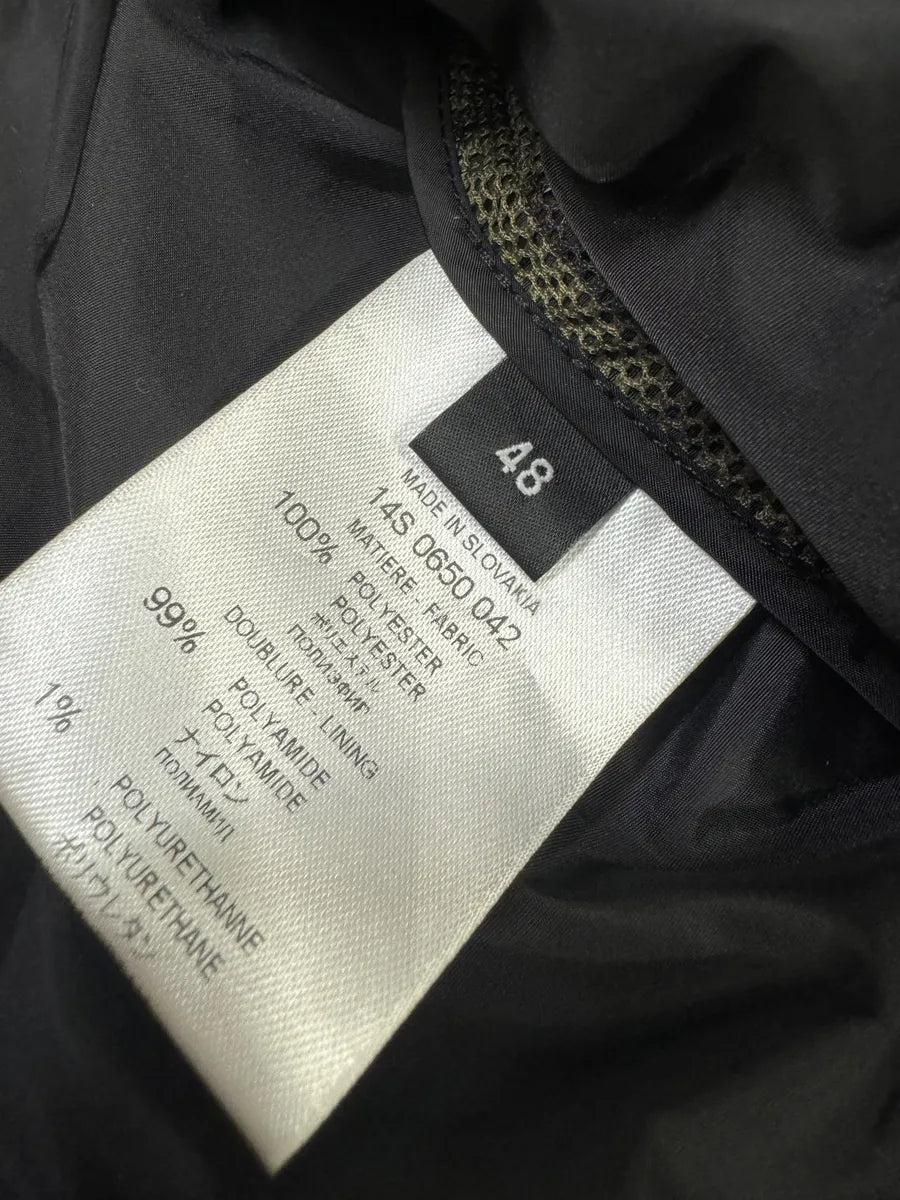 48
MADE IN SLOVAKIA
14S 0650 042
MATIERE - FABRIC
100% POLYESTER
POLYESTER
ポリエステル
ПОЛИЭФИР
DOUBLURE - LINING
99% POLYAMIDE
POLYAMIDE
ナイロン
ПОЛИАМИД
1% POLYURETHANNE
POLYURETHANE
ポリウレタン